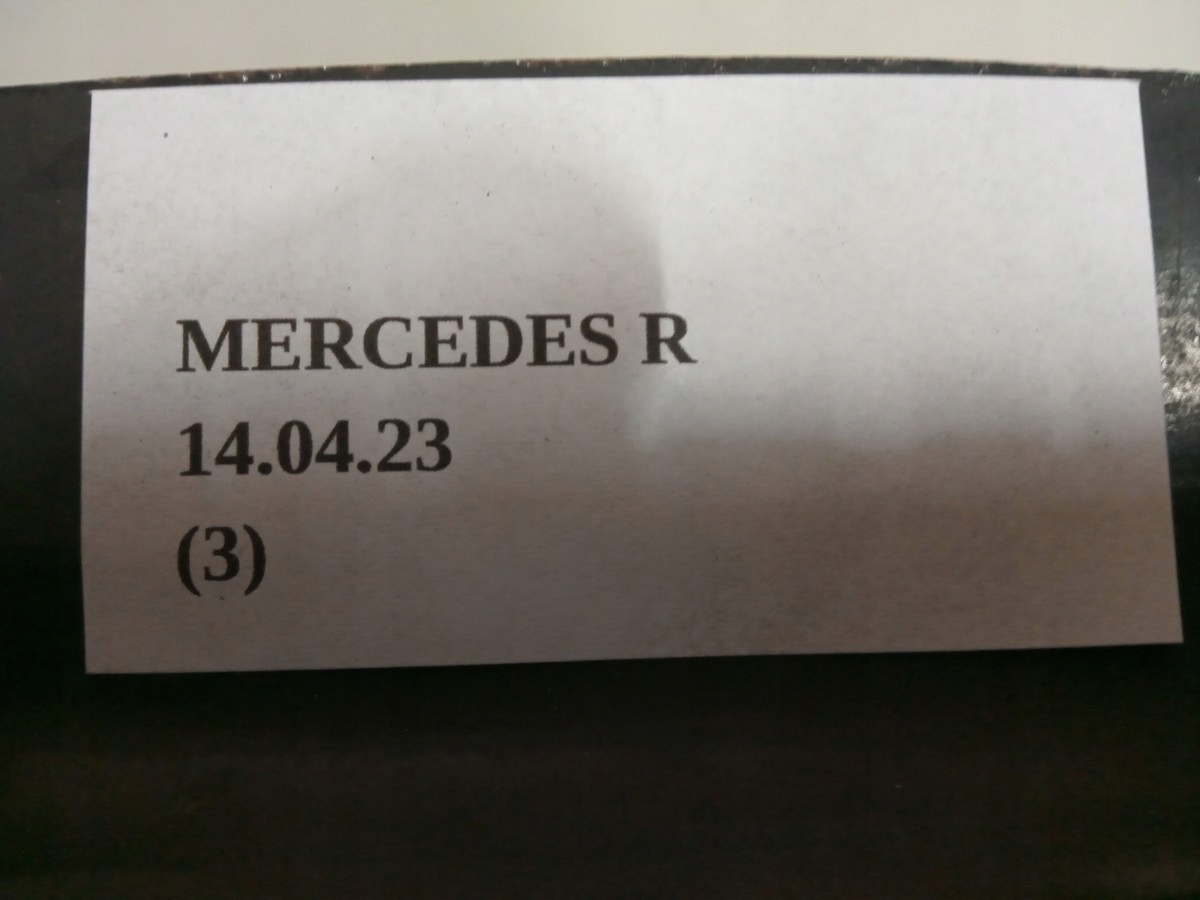 MERCEDES R
14.04.23
(3)